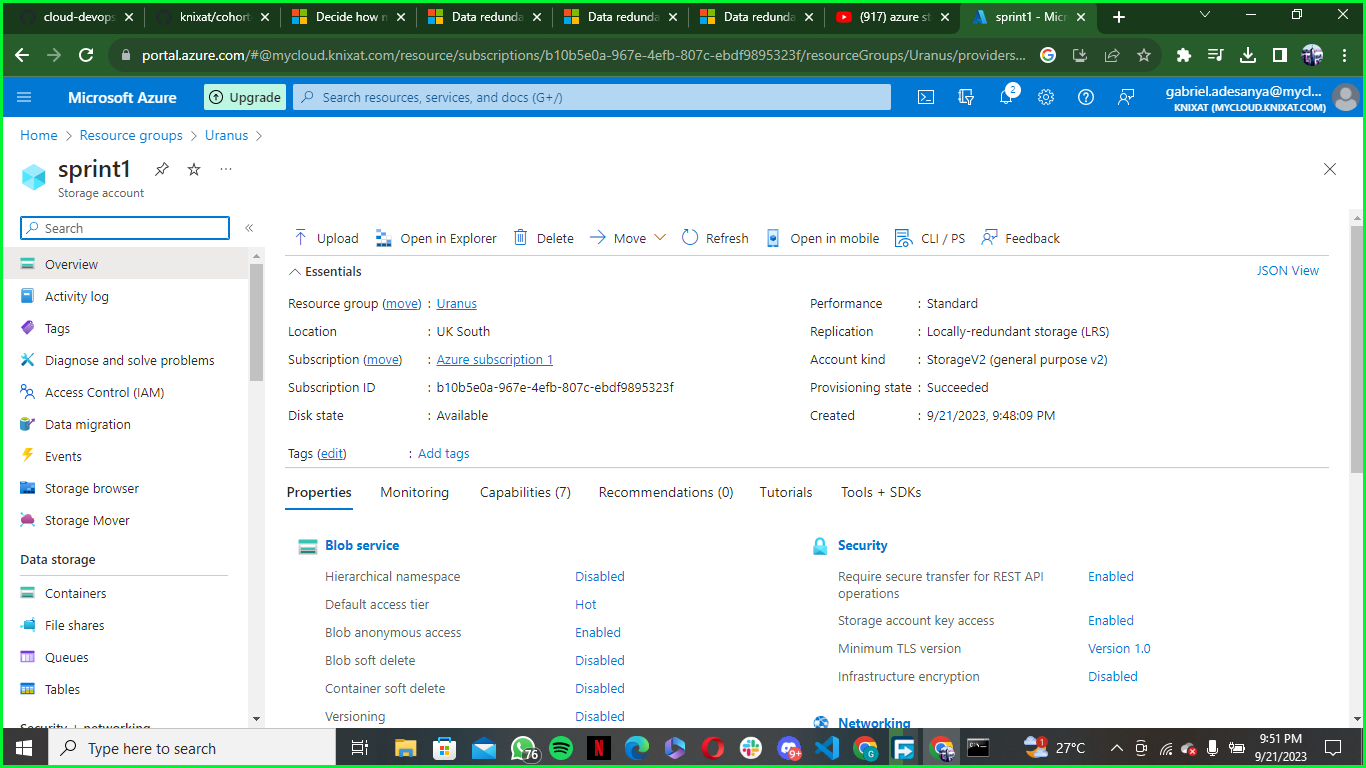 cloud-devops
knixat/cohort
Decide how m
Data redunda
Data redunda
Data redunda
(917) azure st
sprint1 - Micr
portal.azure.com/#@mycloud.knixat.com/resource/subscriptions/b10b5e0a-967e-4efb-807c-ebdf9895323f/resourceGroups/Uranus/providers...
Microsoft Azure
Upgrade
Search resources, services, and docs (G+/)
2
gabriel.adesanya@mycl...
KNIXAT (MYCLOUD.KNIXAT.COM)
Home > Resource groups > Uranus >
sprint1
Storage account
Search
Overview
Activity log
Tags
Diagnose and solve problems
Access Control (IAM)
Data migration
Events
Storage browser
Storage Mover
Data storage
Containers
File shares
Queues
Tables
Security + networking
Upload
Open in Explorer
Delete
Move
Refresh
Open in mobile
CLI / PS
Feedback
Essentials
JSON View
Resource group (move) : Uranus
Location : UK South
Subscription (move) : Azure subscription 1
Subscription ID : b10b5e0a-967e-4efb-807c-ebdf9895323f
Disk state : Available
Performance : Standard
Replication : Locally-redundant storage (LRS)
Account kind : StorageV2 (general purpose v2)
Provisioning state : Succeeded
Created : 9/21/2023, 9:48:09 PM
Tags (edit) : Add tags
Properties
Monitoring
Capabilities (7)
Recommendations (0)
Tutorials
Tools + SDKs
Blob service
Hierarchical namespace Disabled
Default access tier Hot
Blob anonymous access Enabled
Blob soft delete Disabled
Container soft delete Disabled
Versioning Disabled
Security
Require secure transfer for REST API Enabled
operations
Storage account key access Enabled
Minimum TLS version Version 1.0
Infrastructure encryption Disabled
Networking
Type here to search
76
9+
G
1
27°C
9:51 PM
9/21/2023